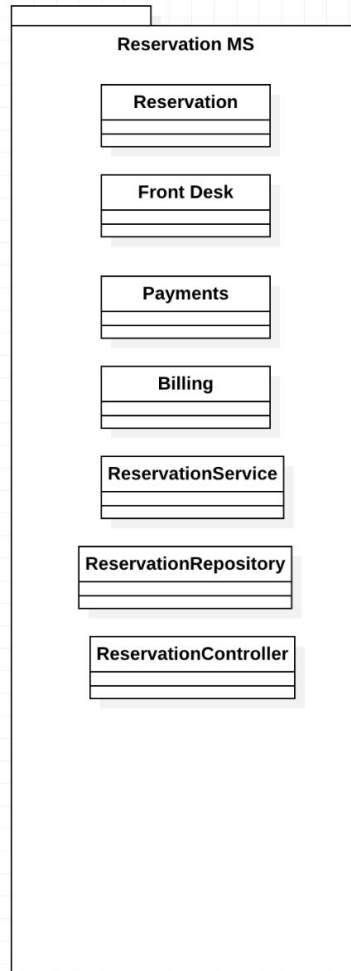 Reservation MS
Reservation
Front Desk
Payments
Billing
ReservationService
ReservationRepository
ReservationController